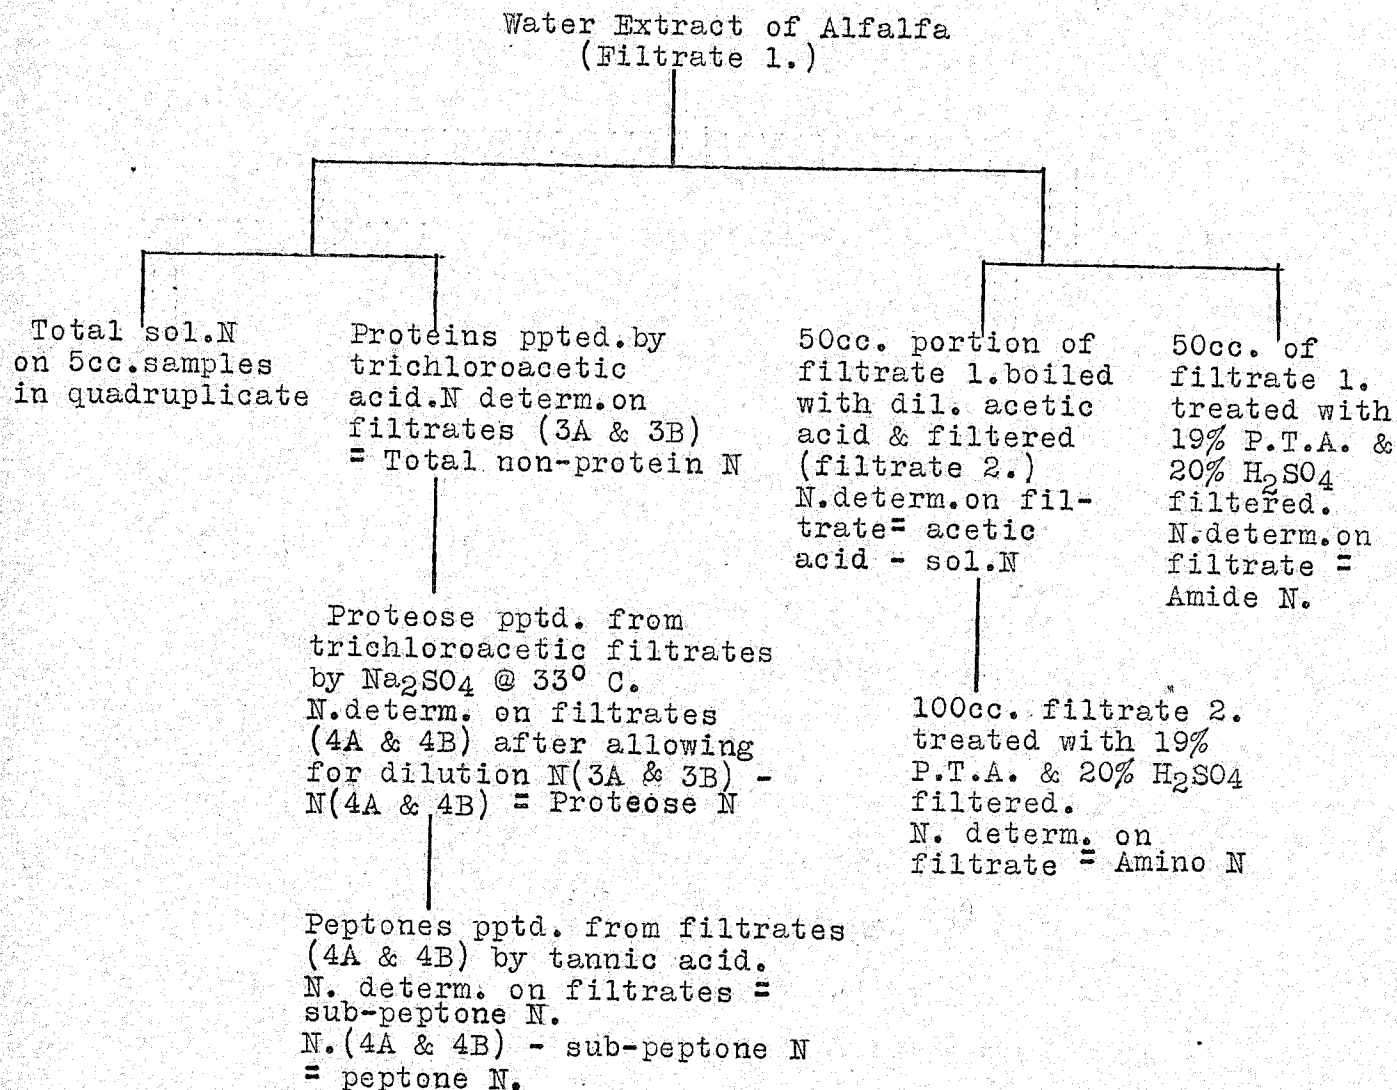 Water Extract of Alfalfa
(Filtrate 1.)
Total sol.N
on 5cc.samples
in quadruplicate
Proteins ppted.by
trichloroacetic
acid.N determ.on
filtrates (3A & 3B)
= Total non-protein N
50cc. portion of
filtrate 1.boiled
with dil. acetic
acid & filtered
(filtrate 2.)
N.determ.on fil-
trate= acetic
acid - sol.N
50cc. of
filtrate 1.
treated with
19% P.T.A. &
20% H2SO4
filtered.
N.determ.on
filtrate =
Amide N.
Proteose pptd. from
trichloroacetic filtrates
by Na2SO4 @ 33° C.
N.determ. on filtrates
(4A & 4B) after allowing
for dilution N(3A & 3B) -
N(4A & 4B) = Proteose N
100cc. filtrate 2.
treated with 19%
P.T.A. & 20% H2SO4
filtered.
N. determ. on
filtrate = Amino N
Peptones pptd. from filtrates
(4A & 4B) by tannic acid.
N. determ. on filtrates =
sub-peptone N.
N.(4A & 4B) - sub-peptone N
= peptone N.